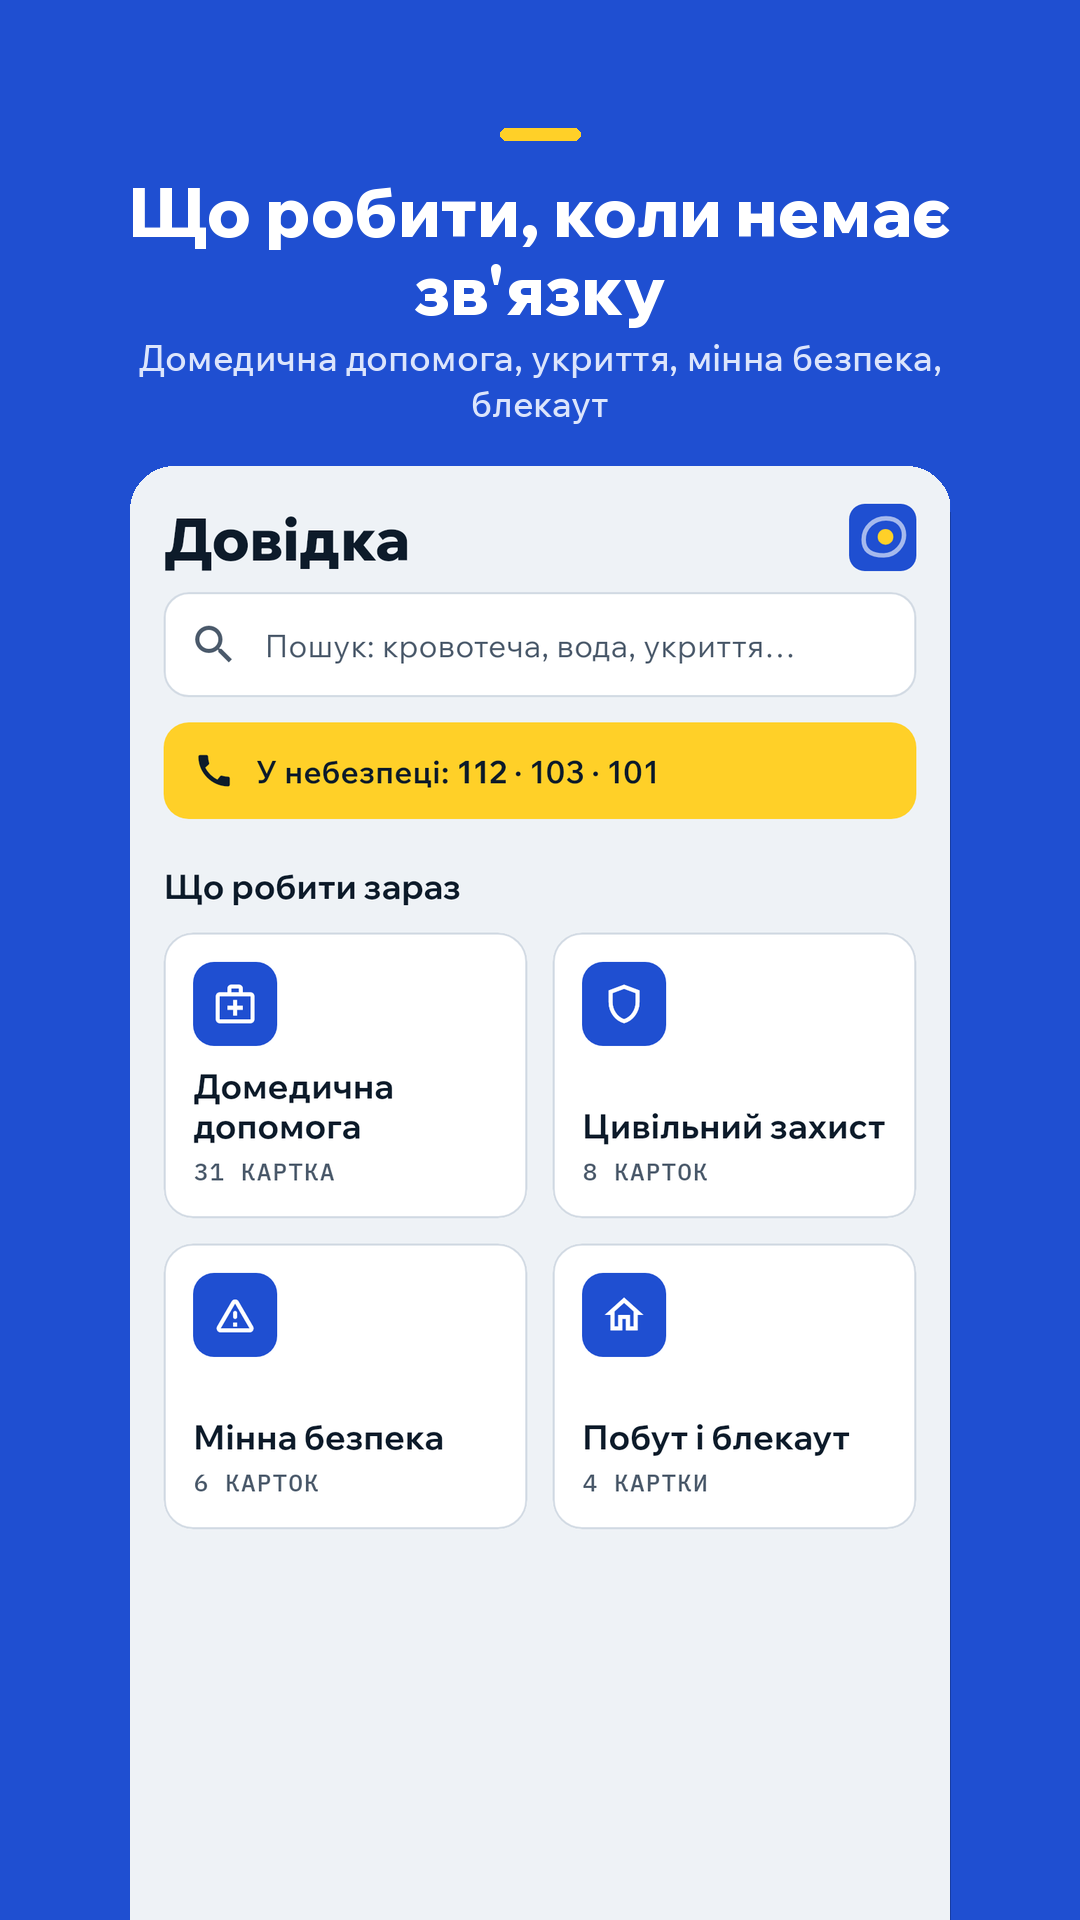 Що робити, коли немає
зв'язку
Домедична допомога, укриття, мінна безпека,
блекаут
Довідка
Пошук: кровотеча, вода, укриття...
У небезпеці: 112 · 103 · 101
Що робити зараз
Домедична
допомога
31 КАРТКА
Цивільний захист
8 КАРТОК
Мінна безпека
6 КАРТОК
Побут і блекаут
4 КАРТКИ